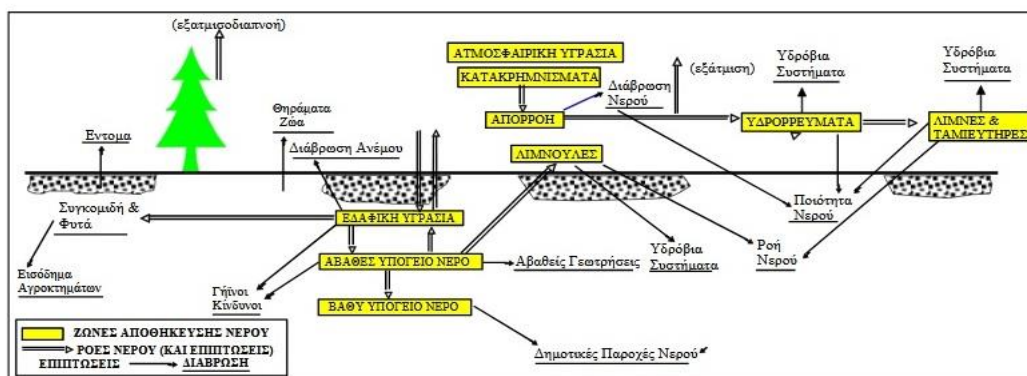 (εξατμισοδιαπνοή)
ΑΤΜΟΣΦΑΙΡΙΚΗ ΥΓΡΑΣΙΑ
ΚΑΤΑΚΡΗΜΝΙΣΜΑΤΑ
ΑΠΟΡΡΟΗ
Διάβρωση
Νερού
(εξάτμιση)
Υδρόβια
Συστήματα
Υδρόβια
Συστήματα
ΥΔΡΟΡΡΕΥΜΑΤΑ
ΛΙΜΝΕΣ &
ΤΑΜΙΕΥΤΗΡΕΣ
Θηράματα
Ζώα
Εντομα
Διάβρωση Ανέμου
ΛΙΜΝΟΥΛΕΣ
Ποιότητα
Νερού
Συγκομιδή &
Φυτά
ΕΔΑΦΙΚΗ ΥΓΡΑΣΙΑ
Εισόδημα
Αγροκτημάτων
Γήϊνοι
Κίνδυνοι
ΑΒΑΘΕΣ ΥΠΟΓΕΙΟ ΝΕΡΟ
Αβαθείς Γεωτρήσεις
Υδρόβια
Συστήματα
Ροή
Νερού
ΒΑΘΥ ΥΠΟΓΕΙΟ ΝΕΡΟ
Δημοτικές Παροχές Νερού
ΖΩΝΕΣ ΑΠΟΘΗΚΕΥΣΗΣ ΝΕΡΟΥ
ΡΟΕΣ ΝΕΡΟΥ (ΚΑΙ ΕΠΙΠΤΩΣΕΙΣ)
ΕΠΙΠΤΩΣΕΙΣ
ΔΙΑΒΡΩΣΗ